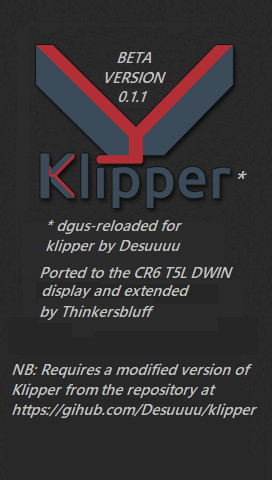 BETA
VERSION
0.1.1
Klipper *
* dgus-reloaded for
klipper by Desuuuu
Ported to the CR6 T5L DWIN
display and extended
by Thinkersbluff
NB: Requires a modified version of
Klipper from the repository at
https://gihub.com/Desuuuu/klipper